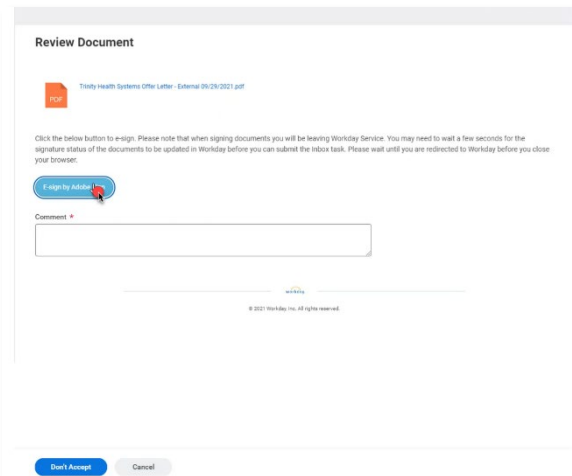 Review Document
PDF
Trinity Health Systems Offer Letter - External 09/29/2021.pdf
Click the below button to e-sign. Please note that when signing documents you will be leaving Workday Service. You may need to wait a few seconds for the
signature status of the documents to be updated in Workday before you can submit the Inbox task. Please wait until you are redirected to Workday before you close
your browser.
E-sign by Adobe
Comment *
workday
© 2021 Workday, Inc. All rights reserved.
Don't Accept
Cancel